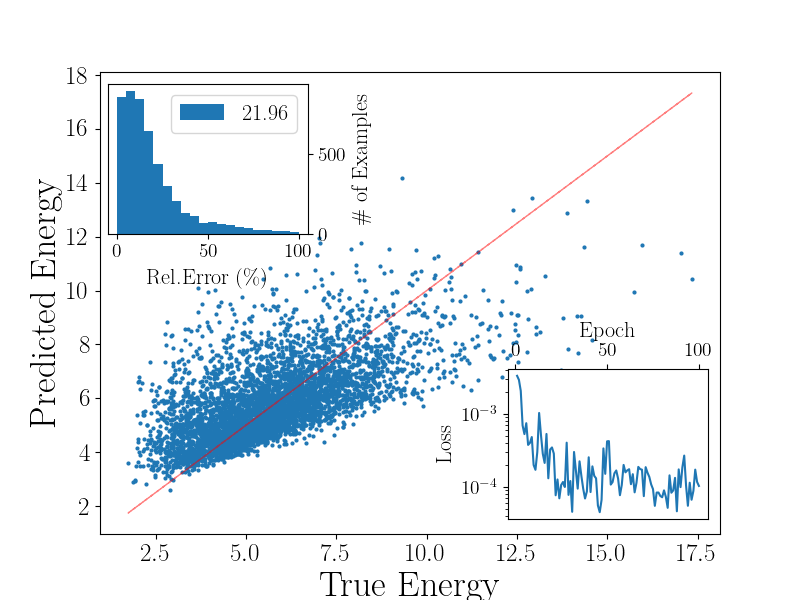 18
16
14
12
10
8
6
4
2
Predicted Energy
2.5 5.0 7.5 10.0 12.5 15.0 17.5
True Energy
21.96
500
0
# of Examples
0 50 100
Rel.Error (%)
Epoch
0 50 100
Loss
10⁻³
10⁻⁴